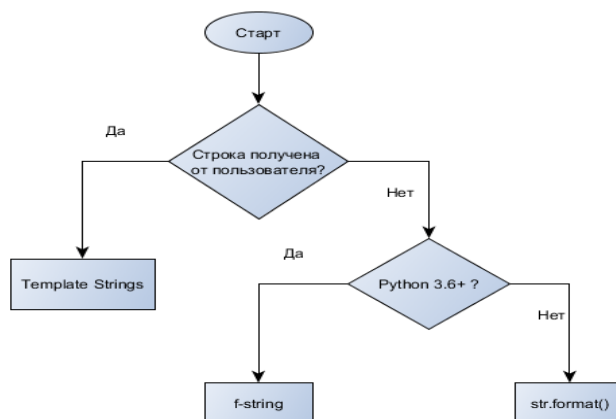 Старт
Да
Строка получена
от пользователя?
Нет
Template Strings
Да
Python 3.6+ ?
Нет
f-string
str.format()